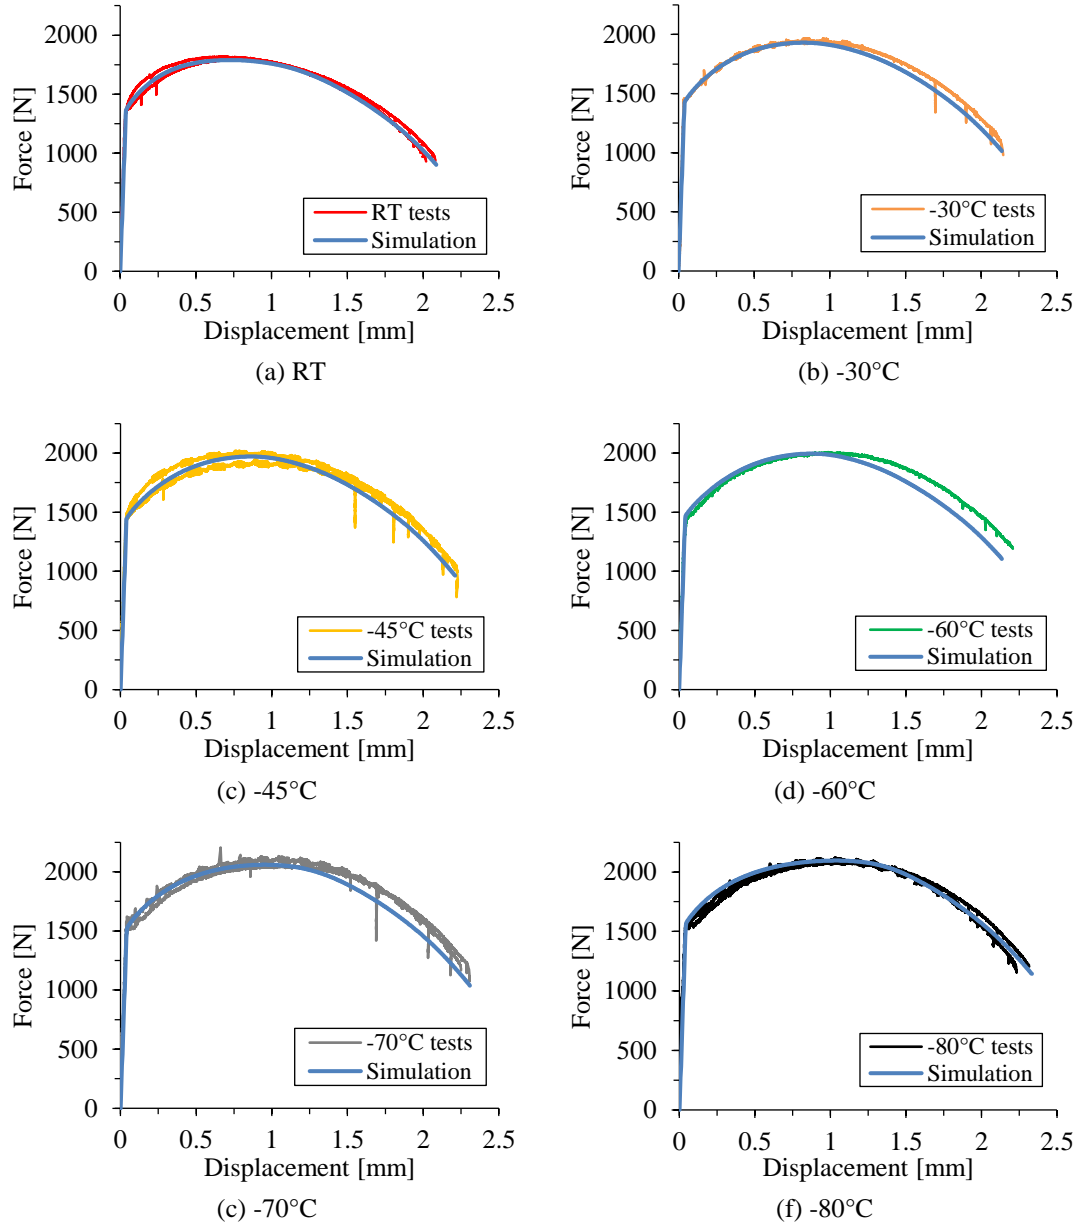 2000
1500
1000
500
0
Force [N]
RT tests
Simulation
0 0.5 1 1.5 2 2.5
Displacement [mm]
(a) RT
2000
1500
1000
500
0
Force [N]
-30°C tests
Simulation
0 0.5 1 1.5 2 2.5
Displacement [mm]
(b) -30°C
2000
1500
1000
500
0
Force [N]
-45°C tests
Simulation
0 0.5 1 1.5 2 2.5
Displacement [mm]
(c) -45°C
2000
1500
1000
500
0
Force [N]
-60°C tests
Simulation
0 0.5 1 1.5 2 2.5
Displacement [mm]
(d) -60°C
2000
1500
1000
500
0
Force [N]
-70°C tests
Simulation
0 0.5 1 1.5 2 2.5
Displacement [mm]
(c) -70°C
2000
1500
1000
500
0
Force [N]
-80°C tests
Simulation
0 0.5 1 1.5 2 2.5
Displacement [mm]
(f) -80°C